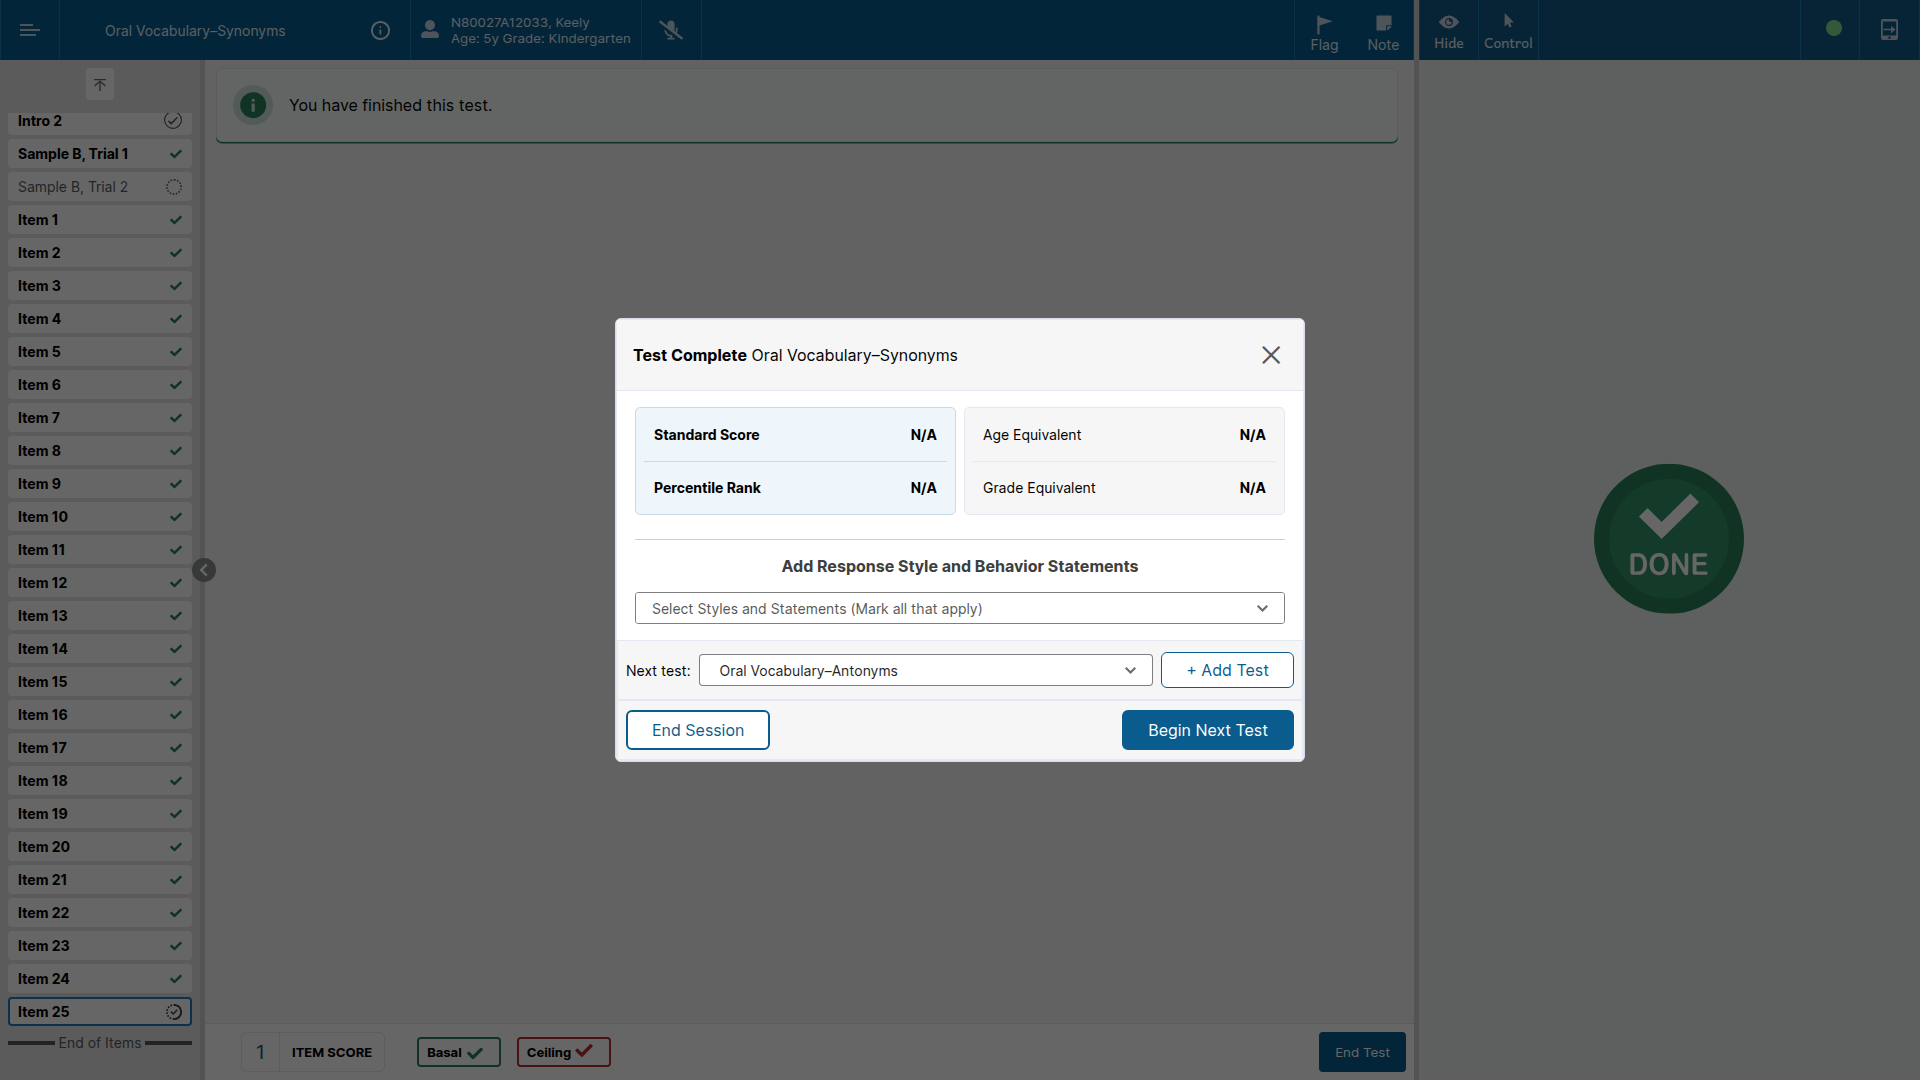 Oral Vocabulary–Synonyms
N80027A12033, Keely
Age: 5y Grade: Kindergarten
Flag
Note
Hide
Control
Intro 2
Sample B, Trial 1
Sample B, Trial 2
Item 1
Item 2
Item 3
Item 4
Item 5
Item 6
Item 7
Item 8
Item 9
Item 10
Item 11
Item 12
Item 13
Item 14
Item 15
Item 16
Item 17
Item 18
Item 19
Item 20
Item 21
Item 22
Item 23
Item 24
Item 25
End of Items
You have finished this test.
Test Complete Oral Vocabulary–Synonyms
Standard Score N/A
Percentile Rank N/A
Age Equivalent N/A
Grade Equivalent N/A
Add Response Style and Behavior Statements
Select Styles and Statements (Mark all that apply)
Next test: Oral Vocabulary–Antonyms + Add Test
End Session Begin Next Test
DONE
1 ITEM SCORE Basal Ceiling End Test